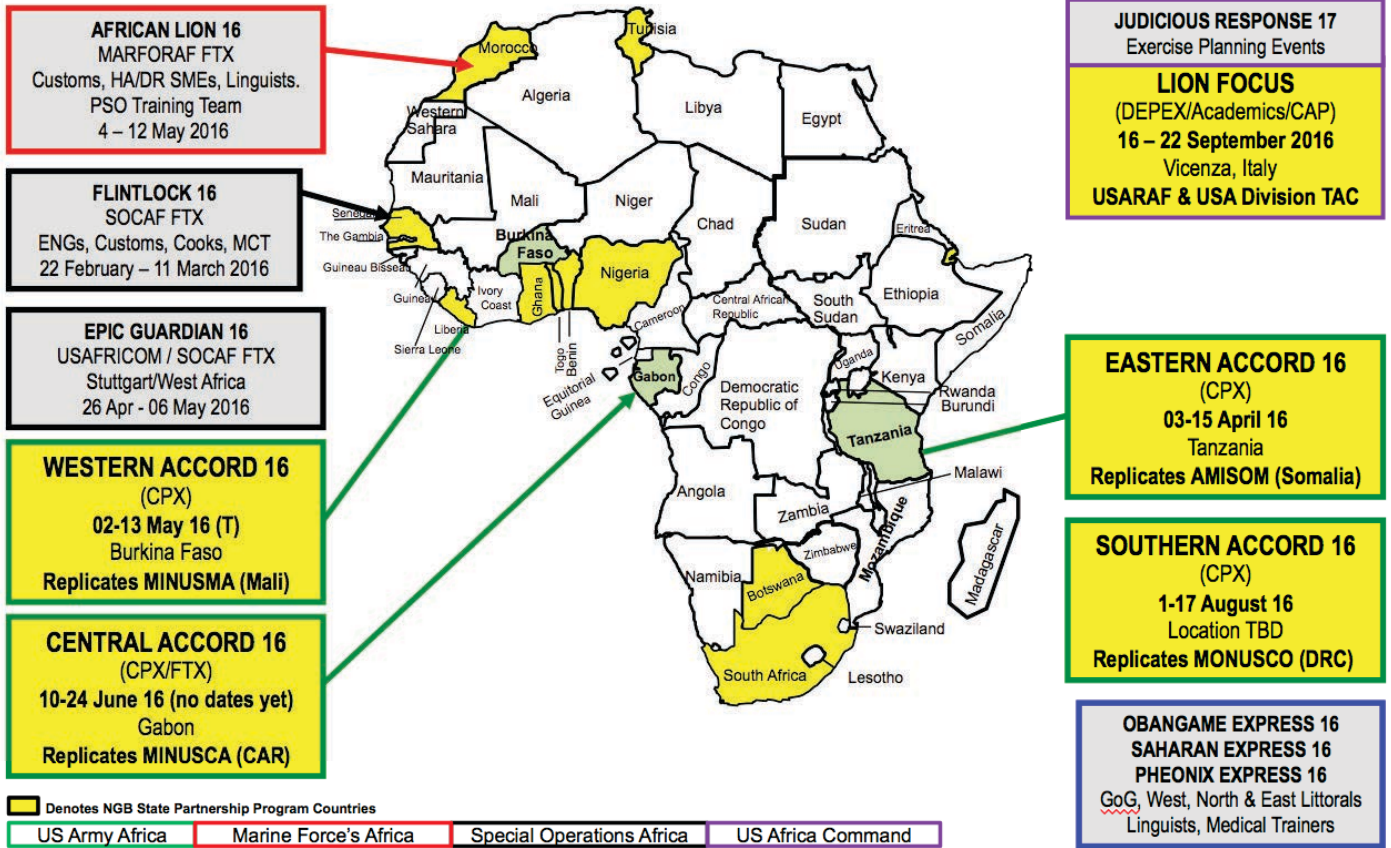 AFRICAN LION 16
MARFORAF FTX
Customs, HA/DR SMEs, Linguists.
PSO Training Team
4 – 12 May 2016
FLINTLOCK 16
SOCAF FTX
ENGs, Customs, Cooks, MCT
22 February – 11 March 2016
EPIC GUARDIAN 16
USAFRICOM / SOCAF FTX
Stuttgart/West Africa
26 Apr - 06 May 2016
WESTERN ACCORD 16
(CPX)
02-13 May 16 (T)
Burkina Faso
Replicates MINUSMA (Mali)
CENTRAL ACCORD 16
(CPX/FTX)
10-24 June 16 (no dates yet)
Gabon
Replicates MINUSCA (CAR)
Morocco
Tunisia
Algeria
Libya
Egypt
Western
Sahara
Mauritania
Mali
Niger
Chad
Sudan
Eritrea
Senegal
The Gambia
Guineau Bisseau
Guineau
Sierra Leone
Liberia
Ivory
Coast
Burkina
Faso
Ghana
Togo
Benin
Nigeria
Cameroon
Central African
Republic
South
Sudan
Ethiopia
Somalia
Equitorial
Guinea
Gabon
Congo
Democratic
Republic of
Congo
Uganda
Kenya
Rwanda
Burundi
Tanzania
Malawi
Angola
Zambia
Mozambique
Zimbabwe
Namibia
Botswana
Madagascar
Swaziland
South Africa
Lesotho
JUDICIOUS RESPONSE 17
Exercise Planning Events
LION FOCUS
(DEPEX/Academics/CAP)
16 – 22 September 2016
Vicenza, Italy
USARAF & USA Division TAC
EASTERN ACCORD 16
(CPX)
03-15 April 16
Tanzania
Replicates AMISOM (Somalia)
SOUTHERN ACCORD 16
(CPX)
1-17 August 16
Location TBD
Replicates MONUSCO (DRC)
OBANGAME EXPRESS 16
SAHARAN EXPRESS 16
PHEONIX EXPRESS 16
GoG, West, North & East Littorals
Linguists, Medical Trainers
Denotes NGB State Partnership Program Countries
US Army Africa
Marine Force's Africa
Special Operations Africa
US Africa Command